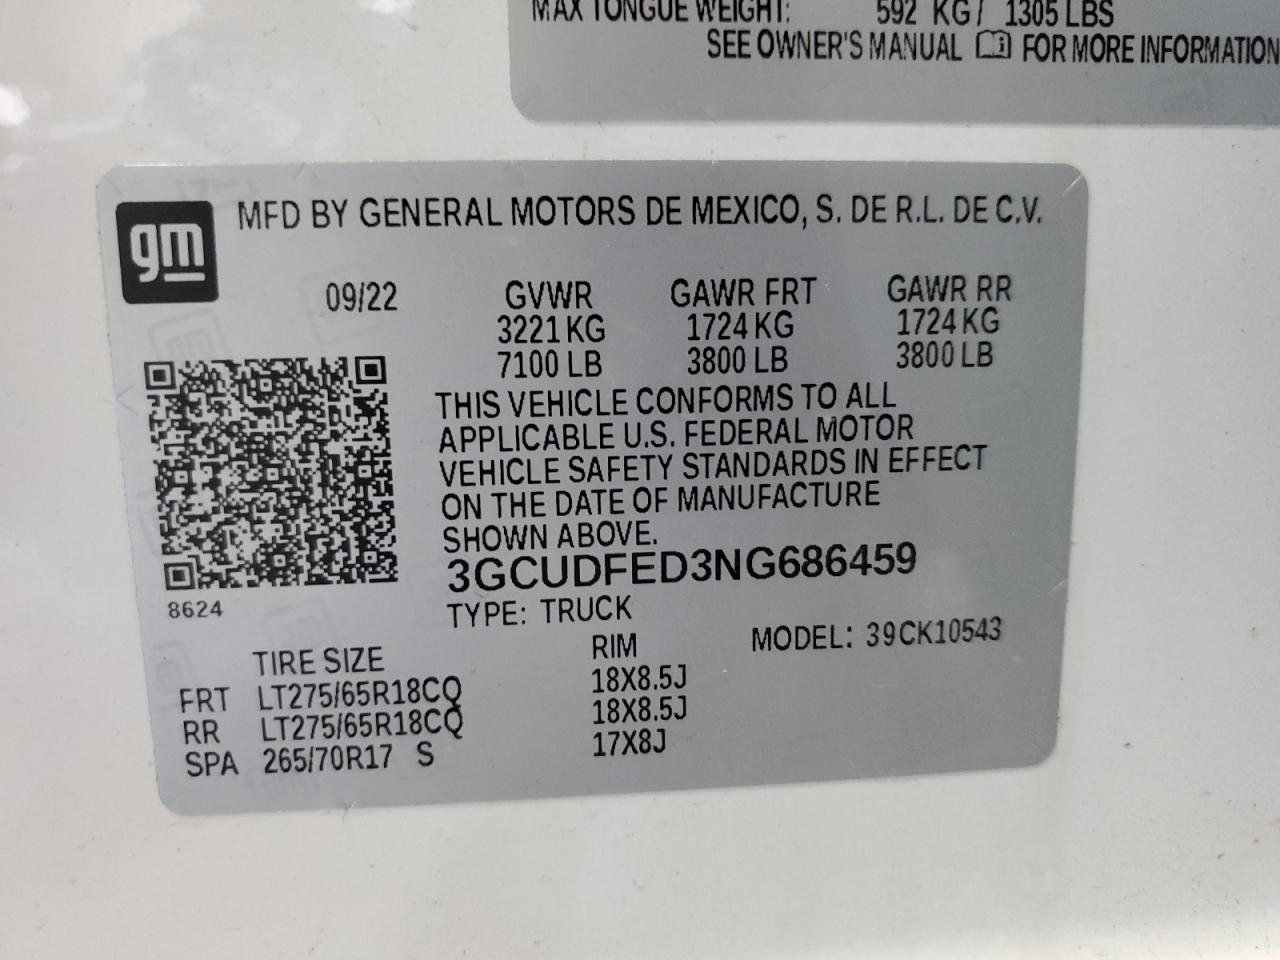 MAX TONGUE WEIGHT: 592 KG / 1305 LBS
SEE OWNER'S MANUAL FOR MORE INFORMATION
gm
MFD BY GENERAL MOTORS DE MEXICO, S. DE R.L. DE C.V.
09/22 GVWR GAWR FRT GAWR RR
3221 KG 1724 KG 1724 KG
7100 LB 3800 LB 3800 LB
THIS VEHICLE CONFORMS TO ALL
APPLICABLE U.S. FEDERAL MOTOR
VEHICLE SAFETY STANDARDS IN EFFECT
ON THE DATE OF MANUFACTURE
SHOWN ABOVE.
3GCUDFED3NG686459
8624
TYPE: TRUCK
MODEL: 39CK10543
TIRE SIZE RIM
FRT LT275/65R18CQ 18X8.5J
RR LT275/65R18CQ 18X8.5J
SPA 265/70R17 S 17X8J